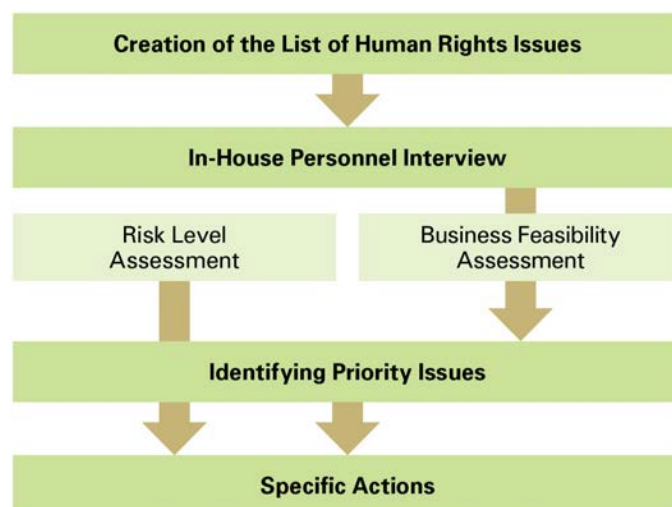 Creation of the List of Human Rights Issues
In-House Personnel Interview
Risk Level
Assessment
Business Feasibility
Assessment
Identifying Priority Issues
Specific Actions